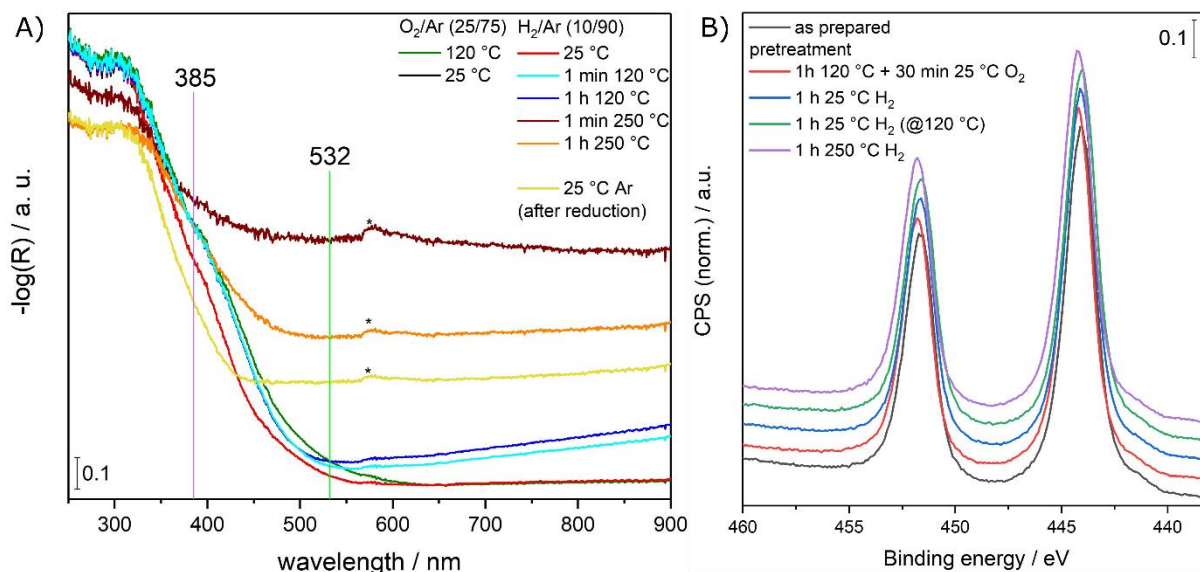 A)
O₂/Ar (25/75) H₂/Ar (10/90)
120 °C 25 °C
25 °C 1 min 120 °C
1 h 120 °C
1 min 250 °C
1 h 250 °C
25 °C Ar
(after reduction)
385
532
*
*
*
0.1
-log(R) / a. u.
300 400 500 600 700 800 900
wavelength / nm
B)
as prepared
pretreatment
1h 120 °C + 30 min 25 °C O₂
1 h 25 °C H₂
1 h 25 °C H₂ (@120 °C)
1 h 250 °C H₂
0.1
CPS (norm.) / a.u.
460 455 450 445 440
Binding energy / eV